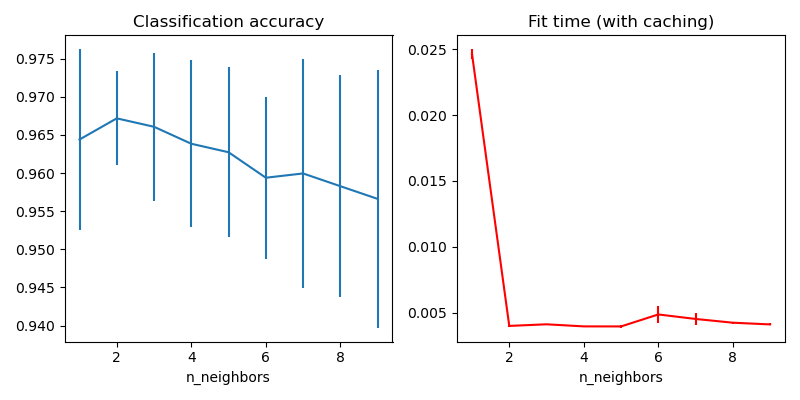 Classification accuracy
0.975
0.970
0.965
0.960
0.955
0.950
0.945
0.940
2 4 6 8
n_neighbors
Fit time (with caching)
0.025
0.020
0.015
0.010
0.005
2 4 6 8
n_neighbors